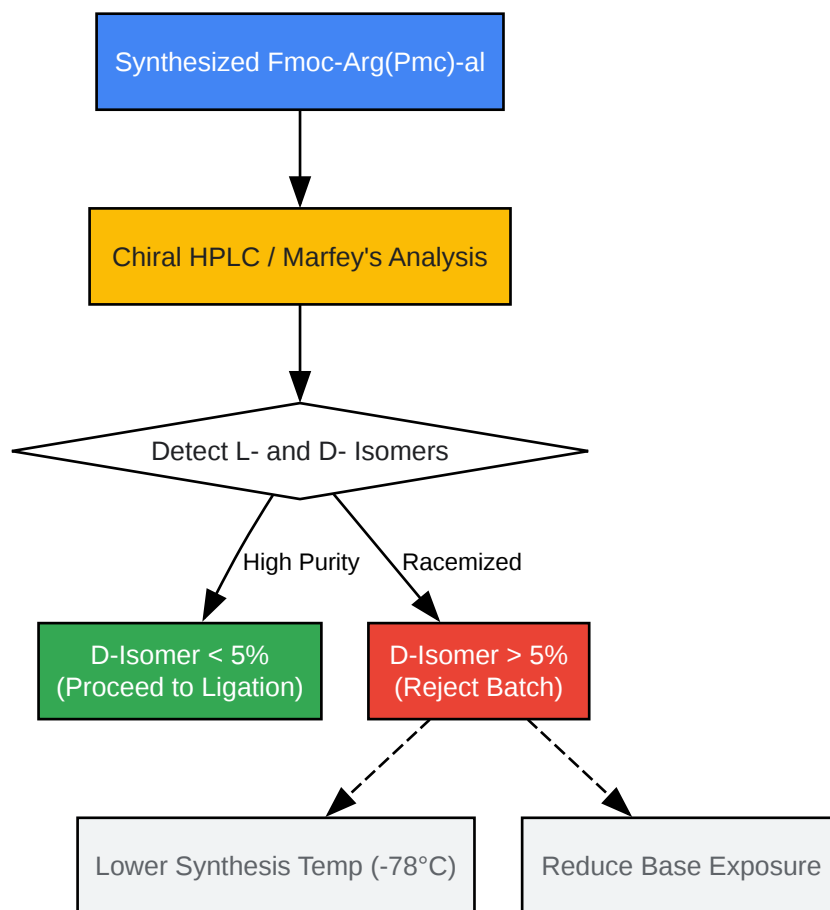 Synthesized Fmoc-Arg(Pmc)-al
Chiral HPLC / Marfey's Analysis
Detect L- and D- Isomers
High Purity
Racemized
D-Isomer < 5%
(Proceed to Ligation)
D-Isomer > 5%
(Reject Batch)
Lower Synthesis Temp (-78°C)
Reduce Base Exposure